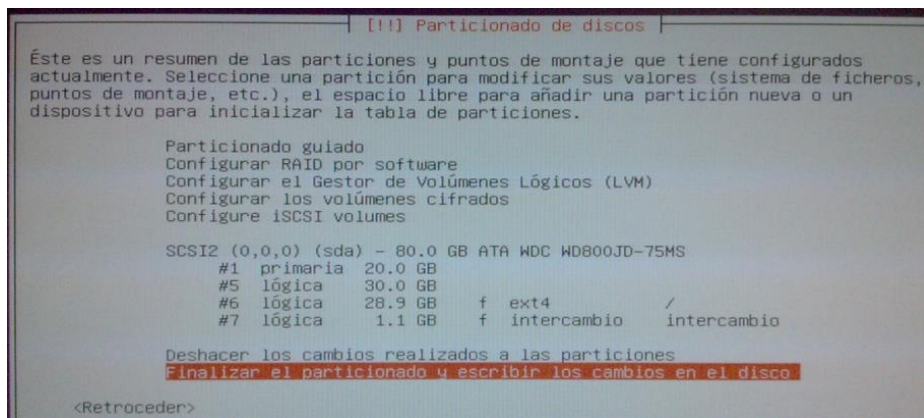 [!!] Particionado de discos
Éste es un resumen de las particiones y puntos de montaje que tiene configurados
actualmente. Seleccione una partición para modificar sus valores (sistema de ficheros,
puntos de montaje, etc.), el espacio libre para añadir una partición nueva o un
dispositivo para inicializar la tabla de particiones.
Particionado guiado
Configurar RAID por software
Configurar el Gestor de Volúmenes Lógicos (LVM)
Configurar los volúmenes cifrados
Configure iSCSI volumes
SCSI2 (0,0,0) (sda) - 80.0 GB ATA WDC WD800JD-75MS
#1 primaria 20.0 GB
#5 lógica 30.0 GB
#6 lógica 28.9 GB f ext4 /
#7 lógica 1.1 GB f intercambio intercambio
Deshacer los cambios realizados a las particiones
Finalizar el particionado y escribir los cambios en el disco
<Retroceder>